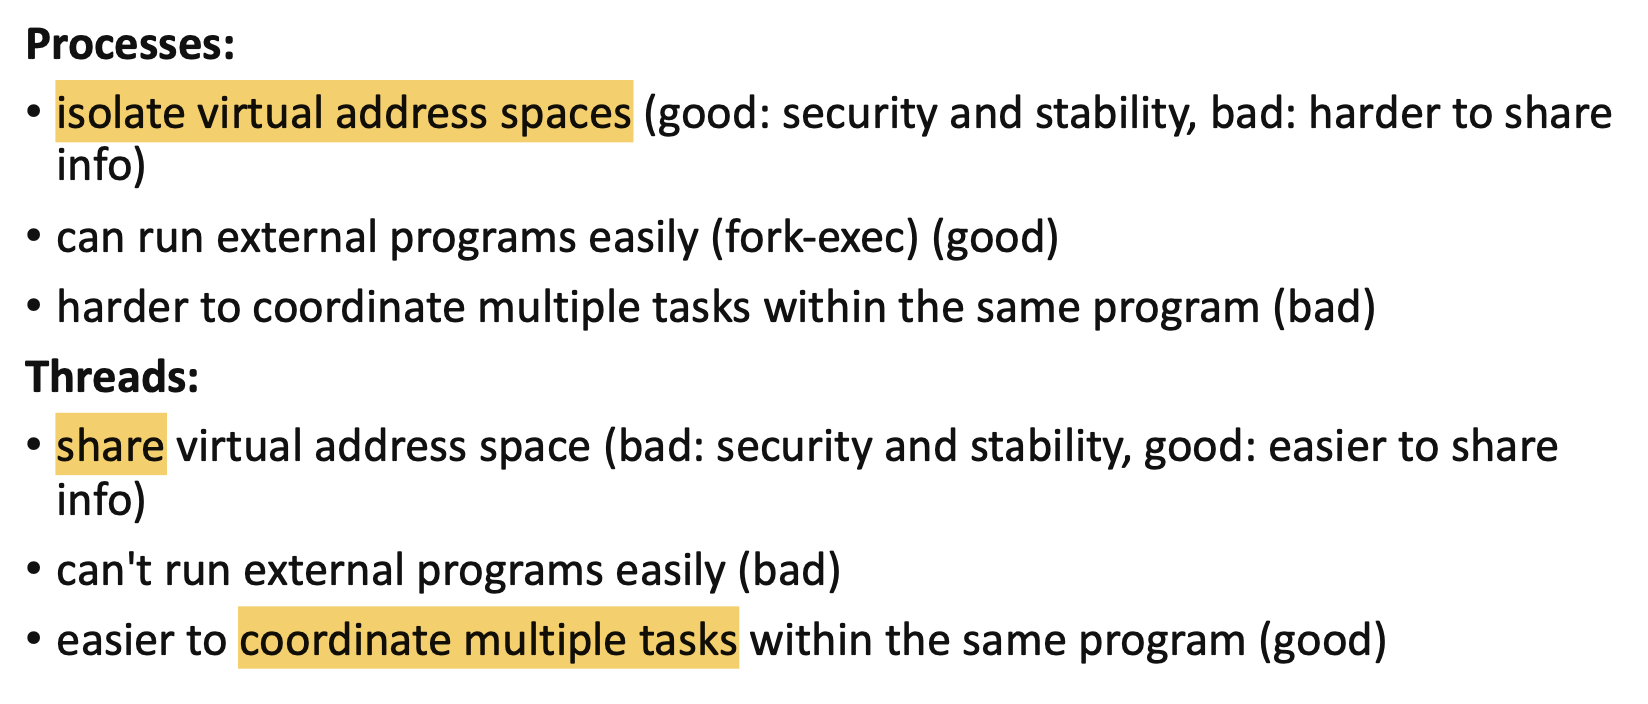 Processes:
• isolate virtual address spaces (good: security and stability, bad: harder to share
info)
• can run external programs easily (fork-exec) (good)
• harder to coordinate multiple tasks within the same program (bad)
Threads:
• share virtual address space (bad: security and stability, good: easier to share
info)
• can't run external programs easily (bad)
• easier to coordinate multiple tasks within the same program (good)